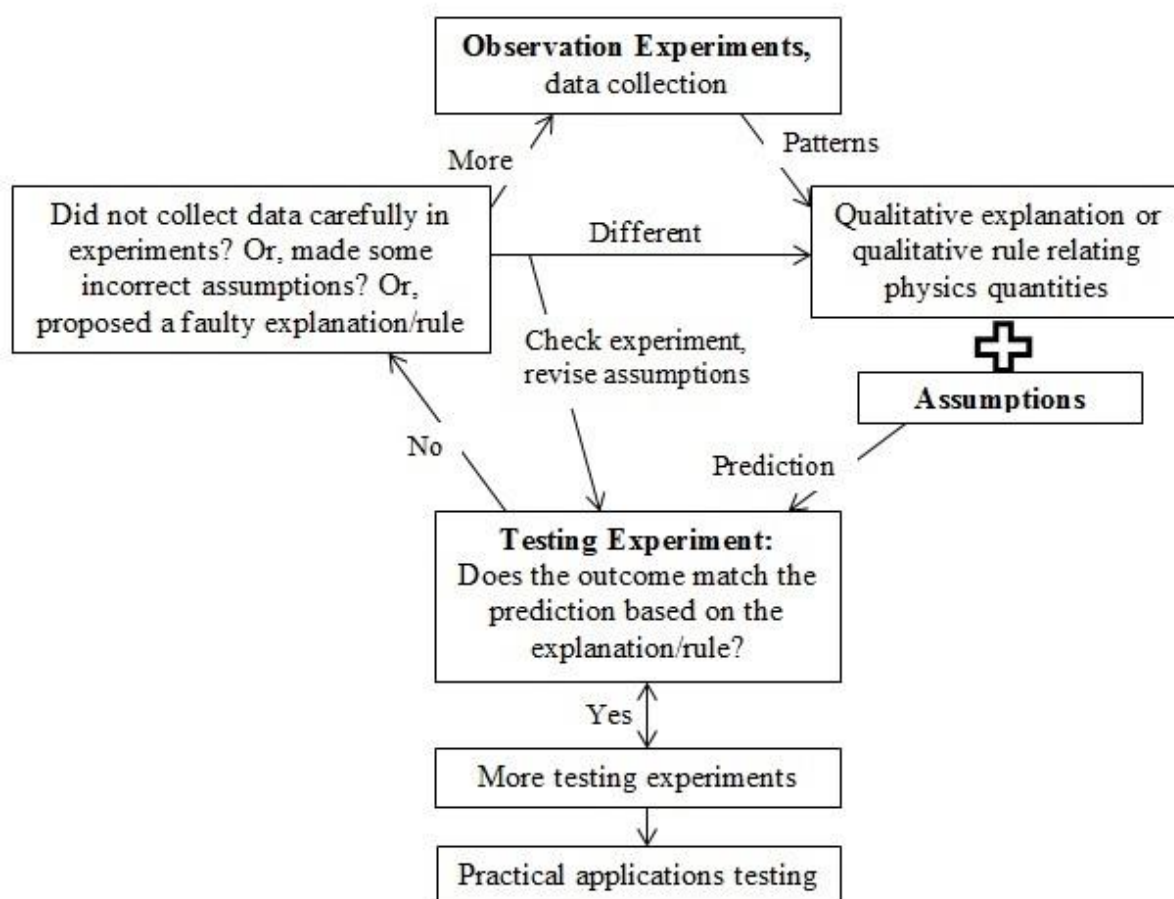 Observation Experiments,
data collection
More
Patterns
Did not collect data carefully in
experiments? Or, made some
incorrect assumptions? Or,
proposed a faulty explanation/rule
Different
Qualitative explanation or
qualitative rule relating
physics quantities
Check experiment,
revise assumptions
Assumptions
No
Prediction
Testing Experiment:
Does the outcome match the
prediction based on the
explanation/rule?
Yes
More testing experiments
Practical applications testing